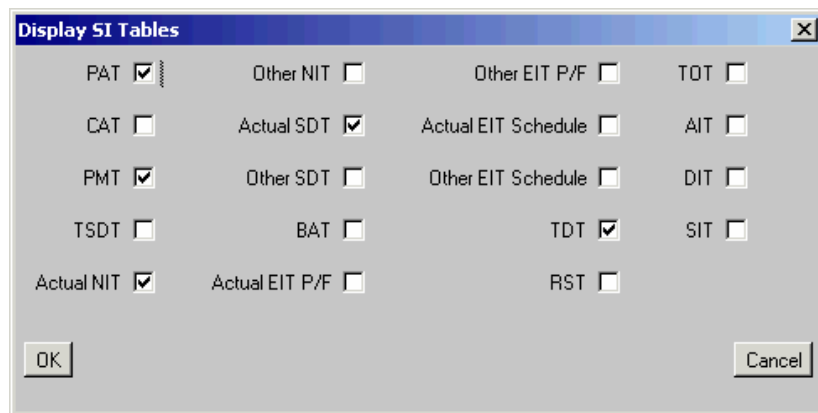 Display SI Tables
PAT Other NIT Other EIT P/F TOT
CAT Actual SDT Actual EIT Schedule AIT
PMT Other SDT Other EIT Schedule DIT
TSDT BAT TDT SIT
Actual NIT Actual EIT P/F RST
OK Cancel